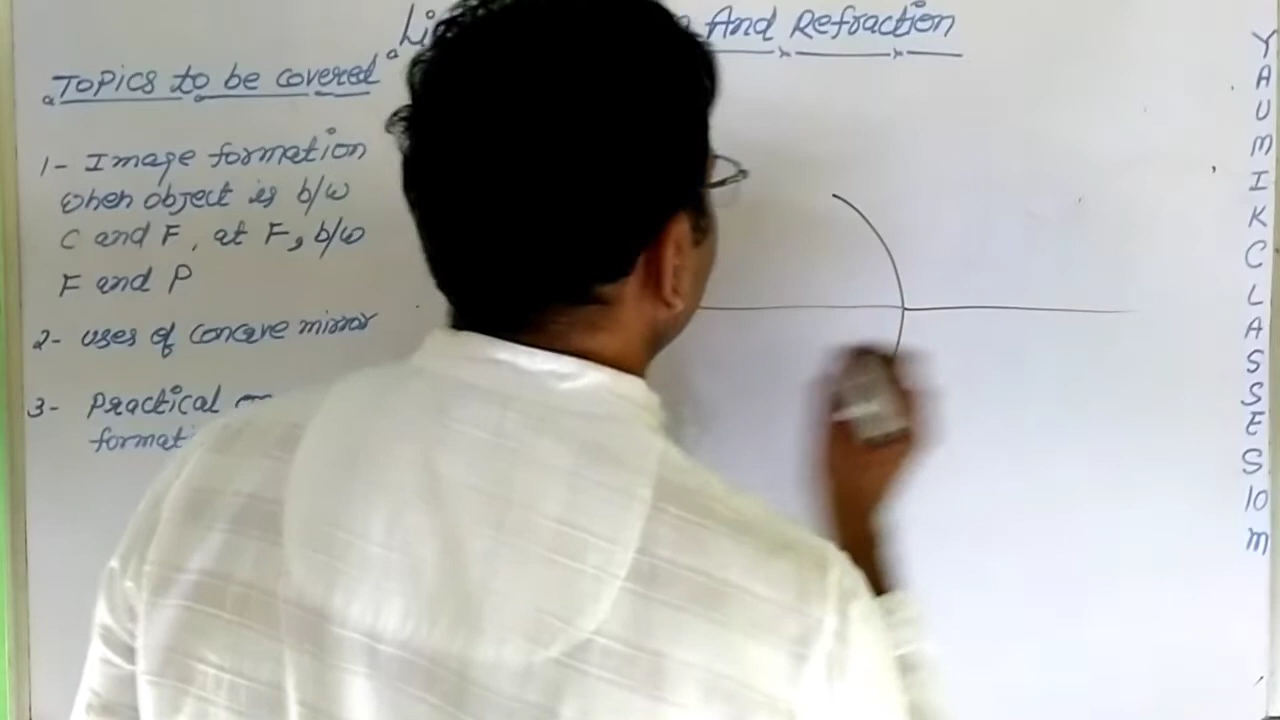 And Refraction
Topics to be covered
1- Image formation
when object is b/w
C and F, at F, b/w
F and P
2- uses of concave mirror
3- Practical
format
YAUMIKCLASSES10M